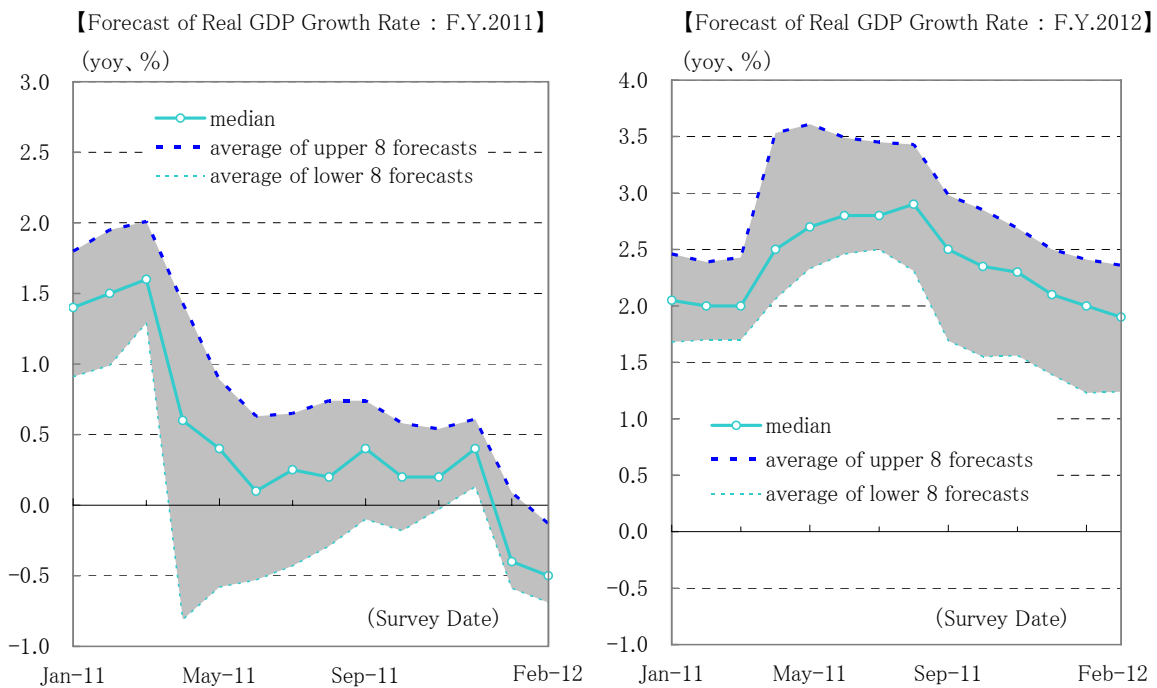 【Forecast of Real GDP Growth Rate : F.Y.2011】
(yoy、%)
3.0
2.5
2.0
1.5
1.0
0.5
0.0
−0.5
−1.0
median
average of upper 8 forecasts
average of lower 8 forecasts
(Survey Date)
Jan-11 May-11 Sep-11 Feb-12
【Forecast of Real GDP Growth Rate : F.Y.2012】
(yoy、%)
4.0
3.5
3.0
2.5
2.0
1.5
1.0
0.5
0.0
−0.5
−1.0
median
average of upper 8 forecasts
average of lower 8 forecasts
(Survey Date)
Jan-11 May-11 Sep-11 Feb-12